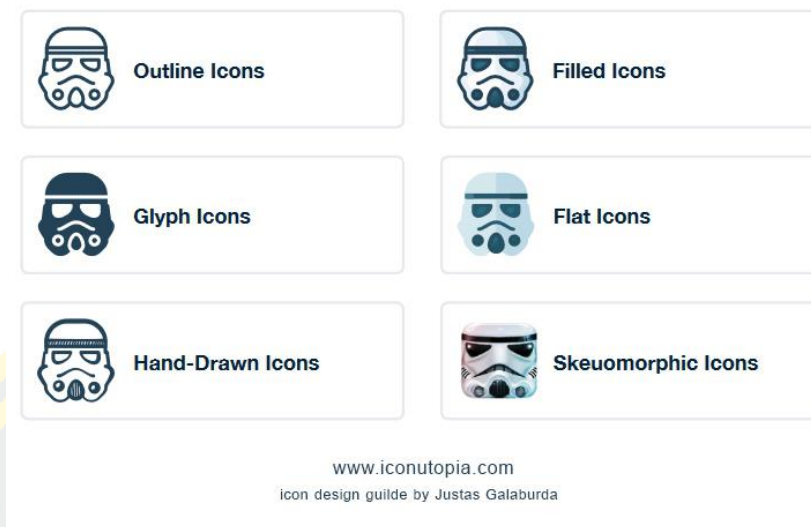 Outline Icons
Filled Icons
Glyph Icons
Flat Icons
Hand-Drawn Icons
Skeuomorphic Icons
www.iconutopia.com
icon design guilde by Justas Galaburda